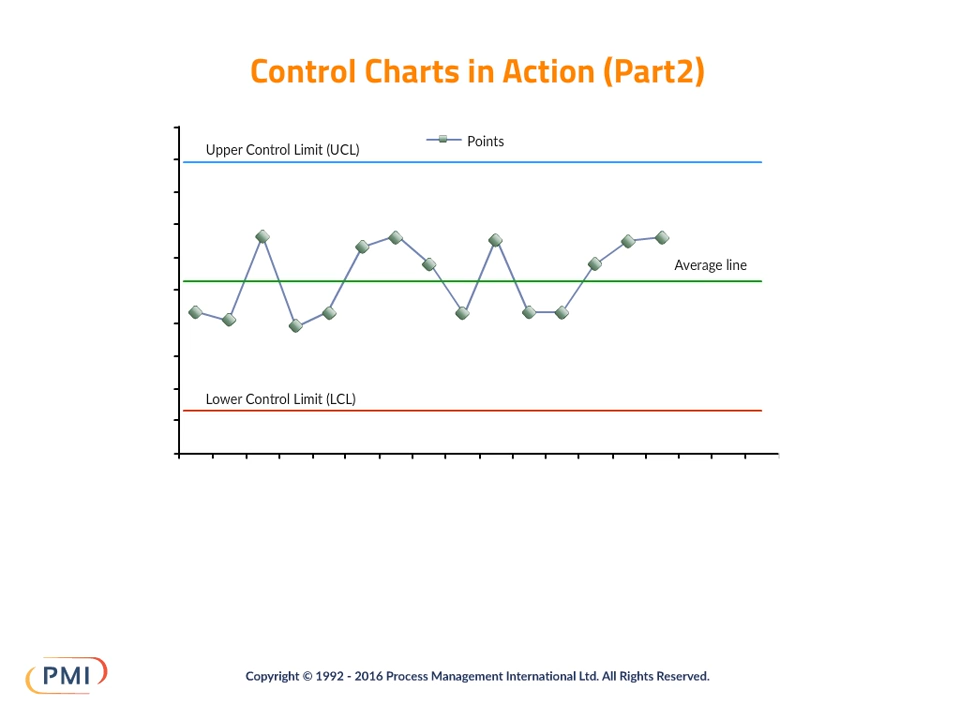 Control Charts in Action (Part2)
Points
Upper Control Limit (UCL)
Average line
Lower Control Limit (LCL)
PMI
Copyright © 1992 - 2016 Process Management International Ltd. All Rights Reserved.